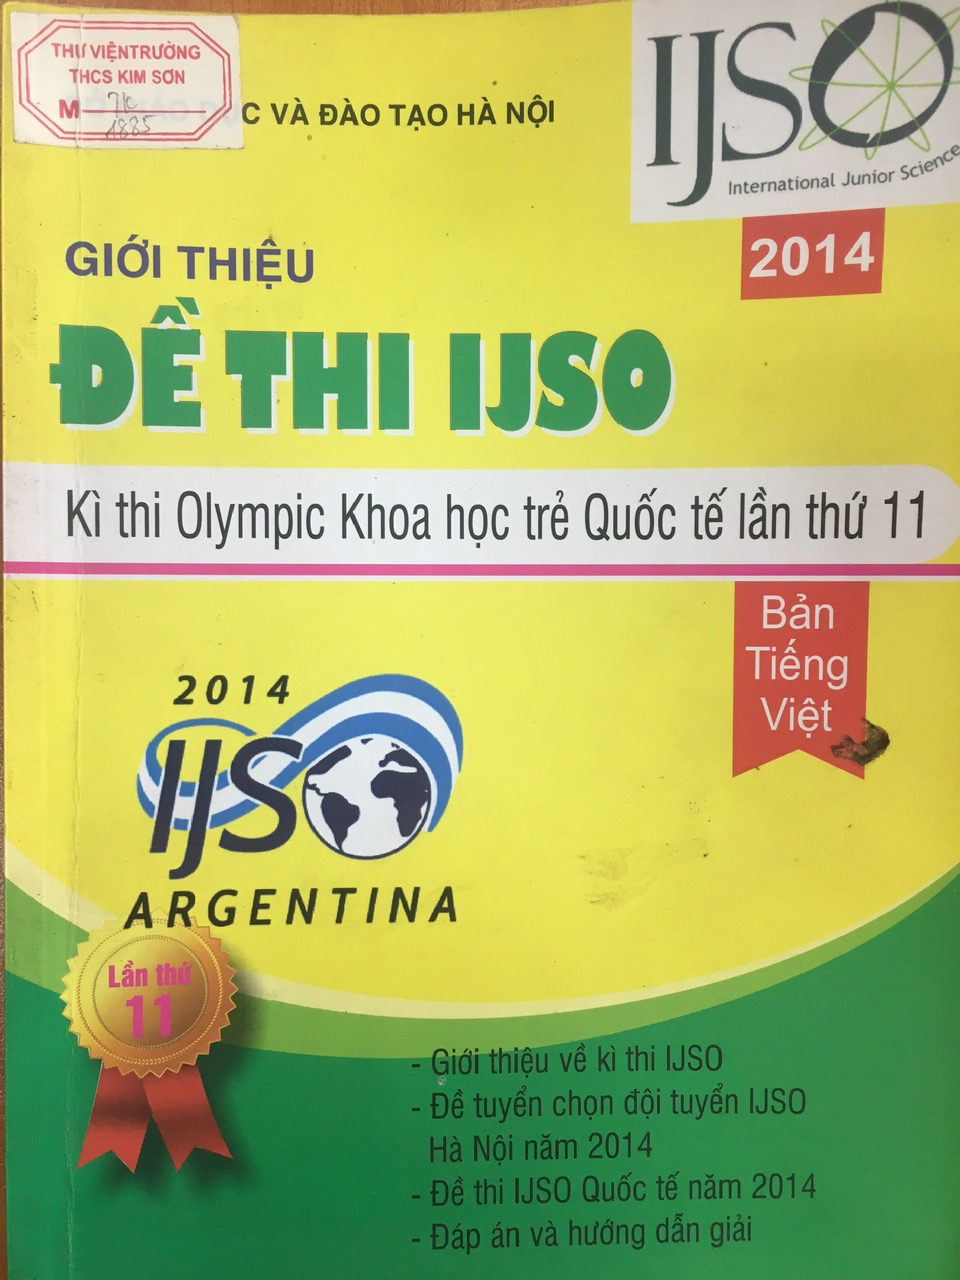 THƯ VIỆN TRƯỜNG
THCS KIM SƠN
M 7/c
1885
C VÀ ĐÀO TẠO HÀ NỘI
IJSO
International Junior Science
2014
GIỚI THIỆU
ĐỀ THI IJSO
Kì thi Olympic Khoa học trẻ Quốc tế lần thứ 11
Bản
Tiếng
Việt
2014
IJSO
ARGENTINA
Lần thứ
11
- Giới thiệu về kì thi IJSO
- Đề tuyển chọn đội tuyển IJSO
Hà Nội năm 2014
- Đề thi IJSO Quốc tế năm 2014
- Đáp án và hướng dẫn giải